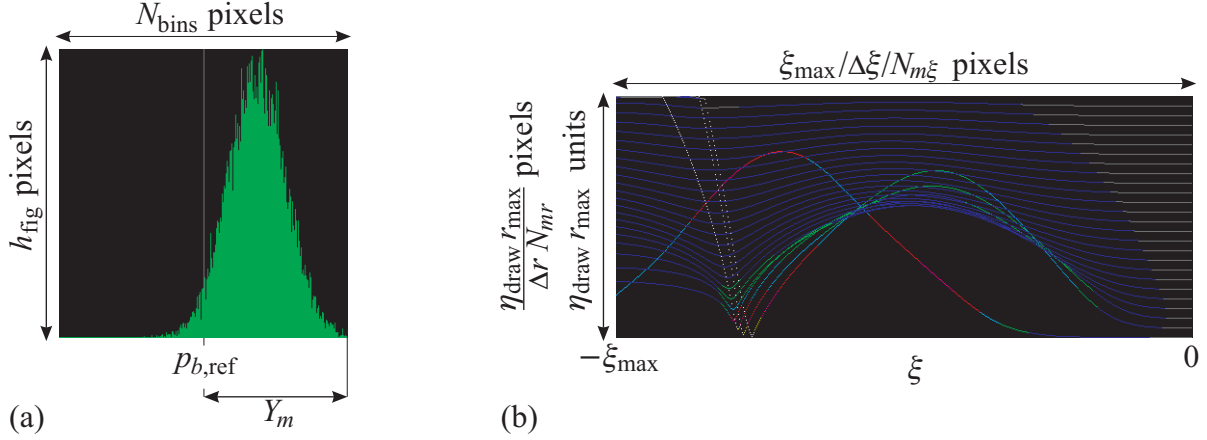 N_bins pixels
h_fig pixels
p_b,ref
Y_m
(a)
ξ_max/Δξ/N_mξ pixels
η_draw r_max / Δr N_mr pixels
η_draw r_max units
−ξ_max
ξ
0
(b)